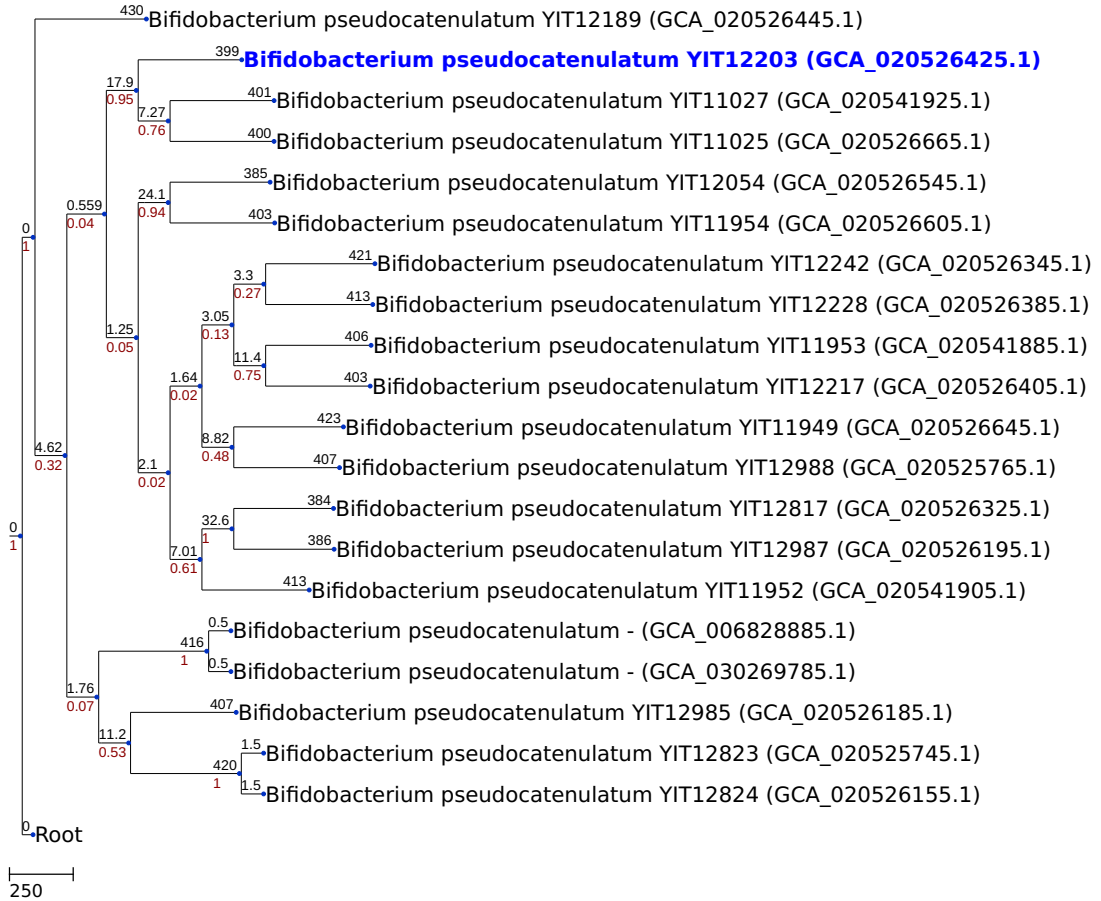 430
Bifidobacterium pseudocatenulatum YIT12189 (GCA_020526445.1)
399
Bifidobacterium pseudocatenulatum YIT12203 (GCA_020526425.1)
17.9
0.95
401
Bifidobacterium pseudocatenulatum YIT11027 (GCA_020541925.1)
7.27
0.76
400
Bifidobacterium pseudocatenulatum YIT11025 (GCA_020526665.1)
385
Bifidobacterium pseudocatenulatum YIT12054 (GCA_020526545.1)
24.1
0.94
0.559
0.04
403
Bifidobacterium pseudocatenulatum YIT11954 (GCA_020526605.1)
0
1
421
Bifidobacterium pseudocatenulatum YIT12242 (GCA_020526345.1)
3.3
0.27
413
Bifidobacterium pseudocatenulatum YIT12228 (GCA_020526385.1)
3.05
0.13
1.25
0.05
406
Bifidobacterium pseudocatenulatum YIT11953 (GCA_020541885.1)
11.4
0.75
1.64
0.02
403
Bifidobacterium pseudocatenulatum YIT12217 (GCA_020526405.1)
423
Bifidobacterium pseudocatenulatum YIT11949 (GCA_020526645.1)
8.82
0.48
4.62
0.32
2.1
0.02
407
Bifidobacterium pseudocatenulatum YIT12988 (GCA_020525765.1)
384
Bifidobacterium pseudocatenulatum YIT12817 (GCA_020526325.1)
32.6
1
0
1
386
Bifidobacterium pseudocatenulatum YIT12987 (GCA_020526195.1)
7.01
0.61
413
Bifidobacterium pseudocatenulatum YIT11952 (GCA_020541905.1)
0.5
Bifidobacterium pseudocatenulatum - (GCA_006828885.1)
416
1
0.5
Bifidobacterium pseudocatenulatum - (GCA_030269785.1)
1.76
0.07
407
Bifidobacterium pseudocatenulatum YIT12985 (GCA_020526185.1)
11.2
0.53
1.5
Bifidobacterium pseudocatenulatum YIT12823 (GCA_020525745.1)
420
1
1.5
Bifidobacterium pseudocatenulatum YIT12824 (GCA_020526155.1)
0
Root
250